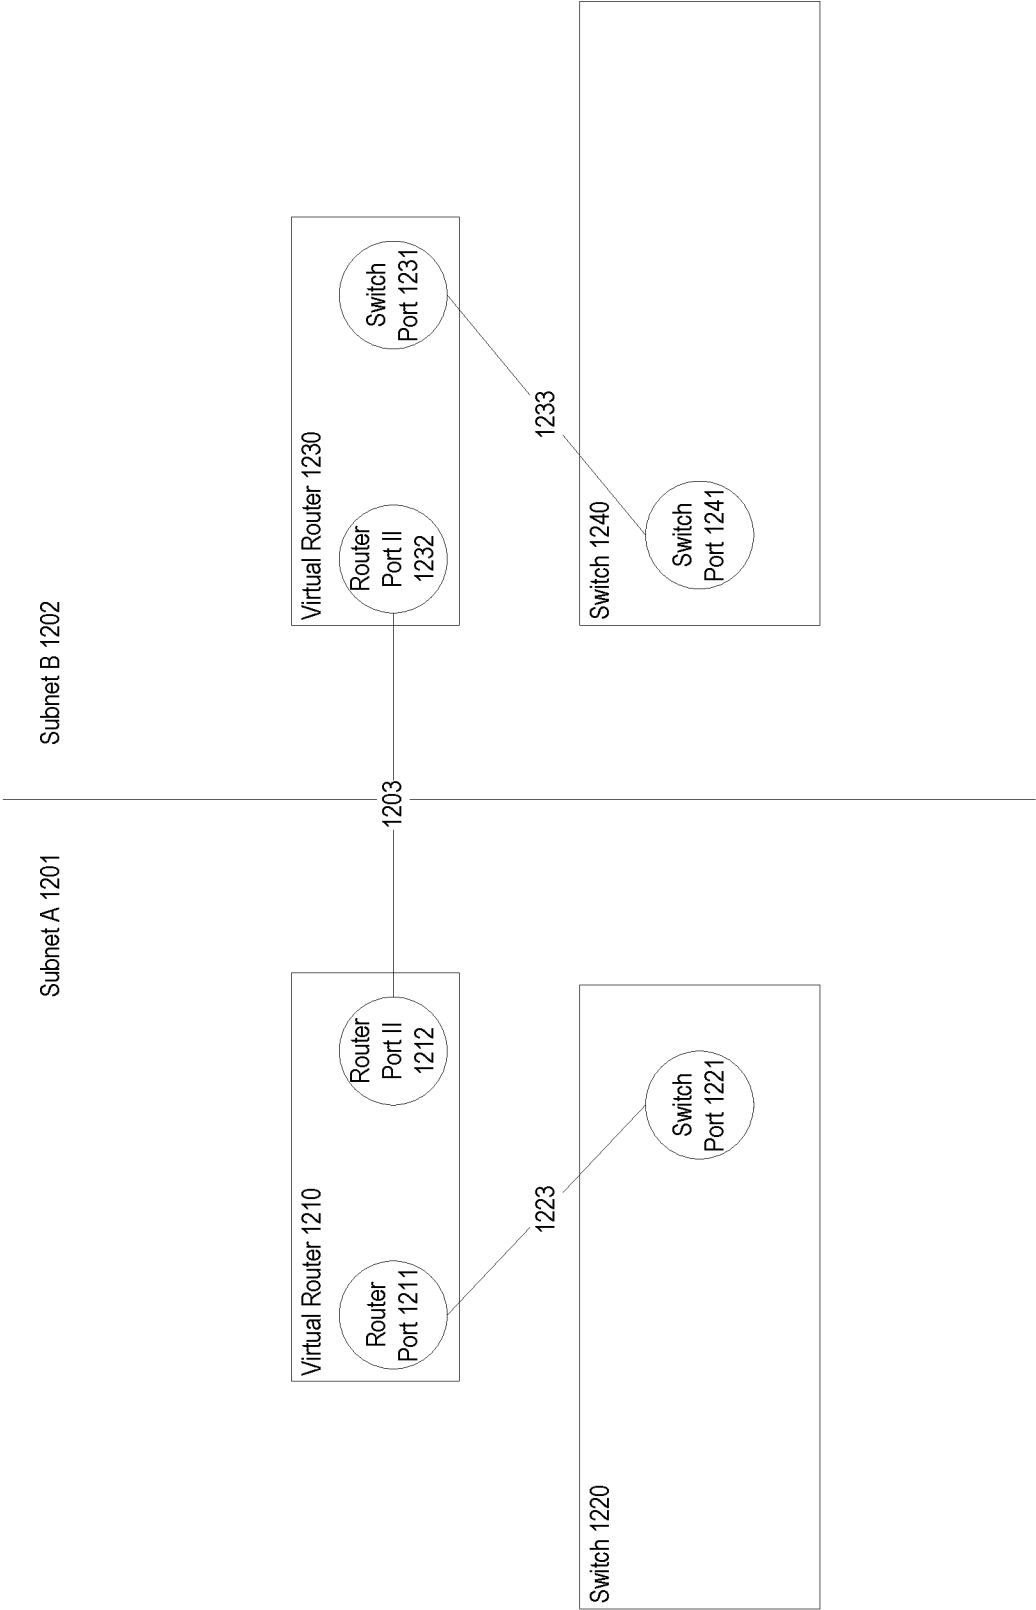 Subnet A 1201
Subnet B 1202
Virtual Router 1210
Router
Port 1211
Router
Port II
1212
1203
Virtual Router 1230
Router
Port II
1232
Switch
Port 1231
1223
1233
Switch 1220
Switch
Port 1221
Switch 1240
Switch
Port 1241